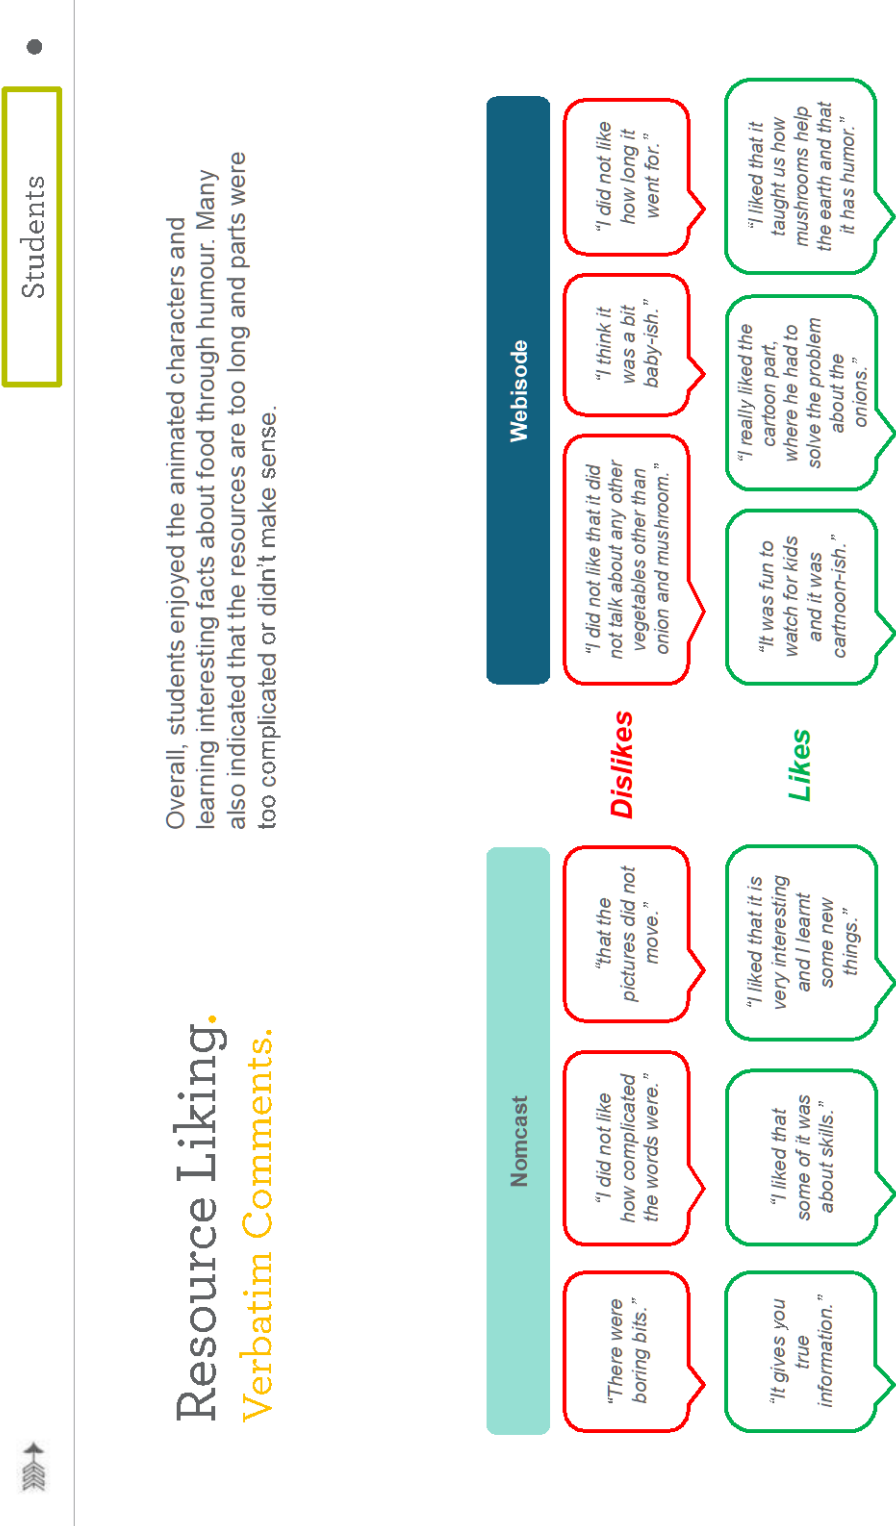 Students
Resource Liking.
Verbatim Comments.
Overall, students enjoyed the animated characters and
learning interesting facts about food through humour. Many
also indicated that the resources are too long and parts were
too complicated or didn't make sense.
Nomcast
Webisode
"There were
boring bits."
"I did not like
how complicated
the words were."
"that the
pictures did not
move."
Dislikes
"I did not like that it did
not talk about any other
vegetables other than
onion and mushroom."
"I think it
was a bit
baby-ish."
"I did not like
how long it
went for."
"It gives you
true
information."
"I liked that
some of it was
about skills."
"I liked that it is
very interesting
and I learnt
some new
things."
Likes
"It was fun to
watch for kids
and it was
cartnoon-ish."
"I really liked the
cartoon part,
where he had to
solve the problem
about the
onions."
"I liked that it
taught us how
mushrooms help
the earth and that
it has humor."